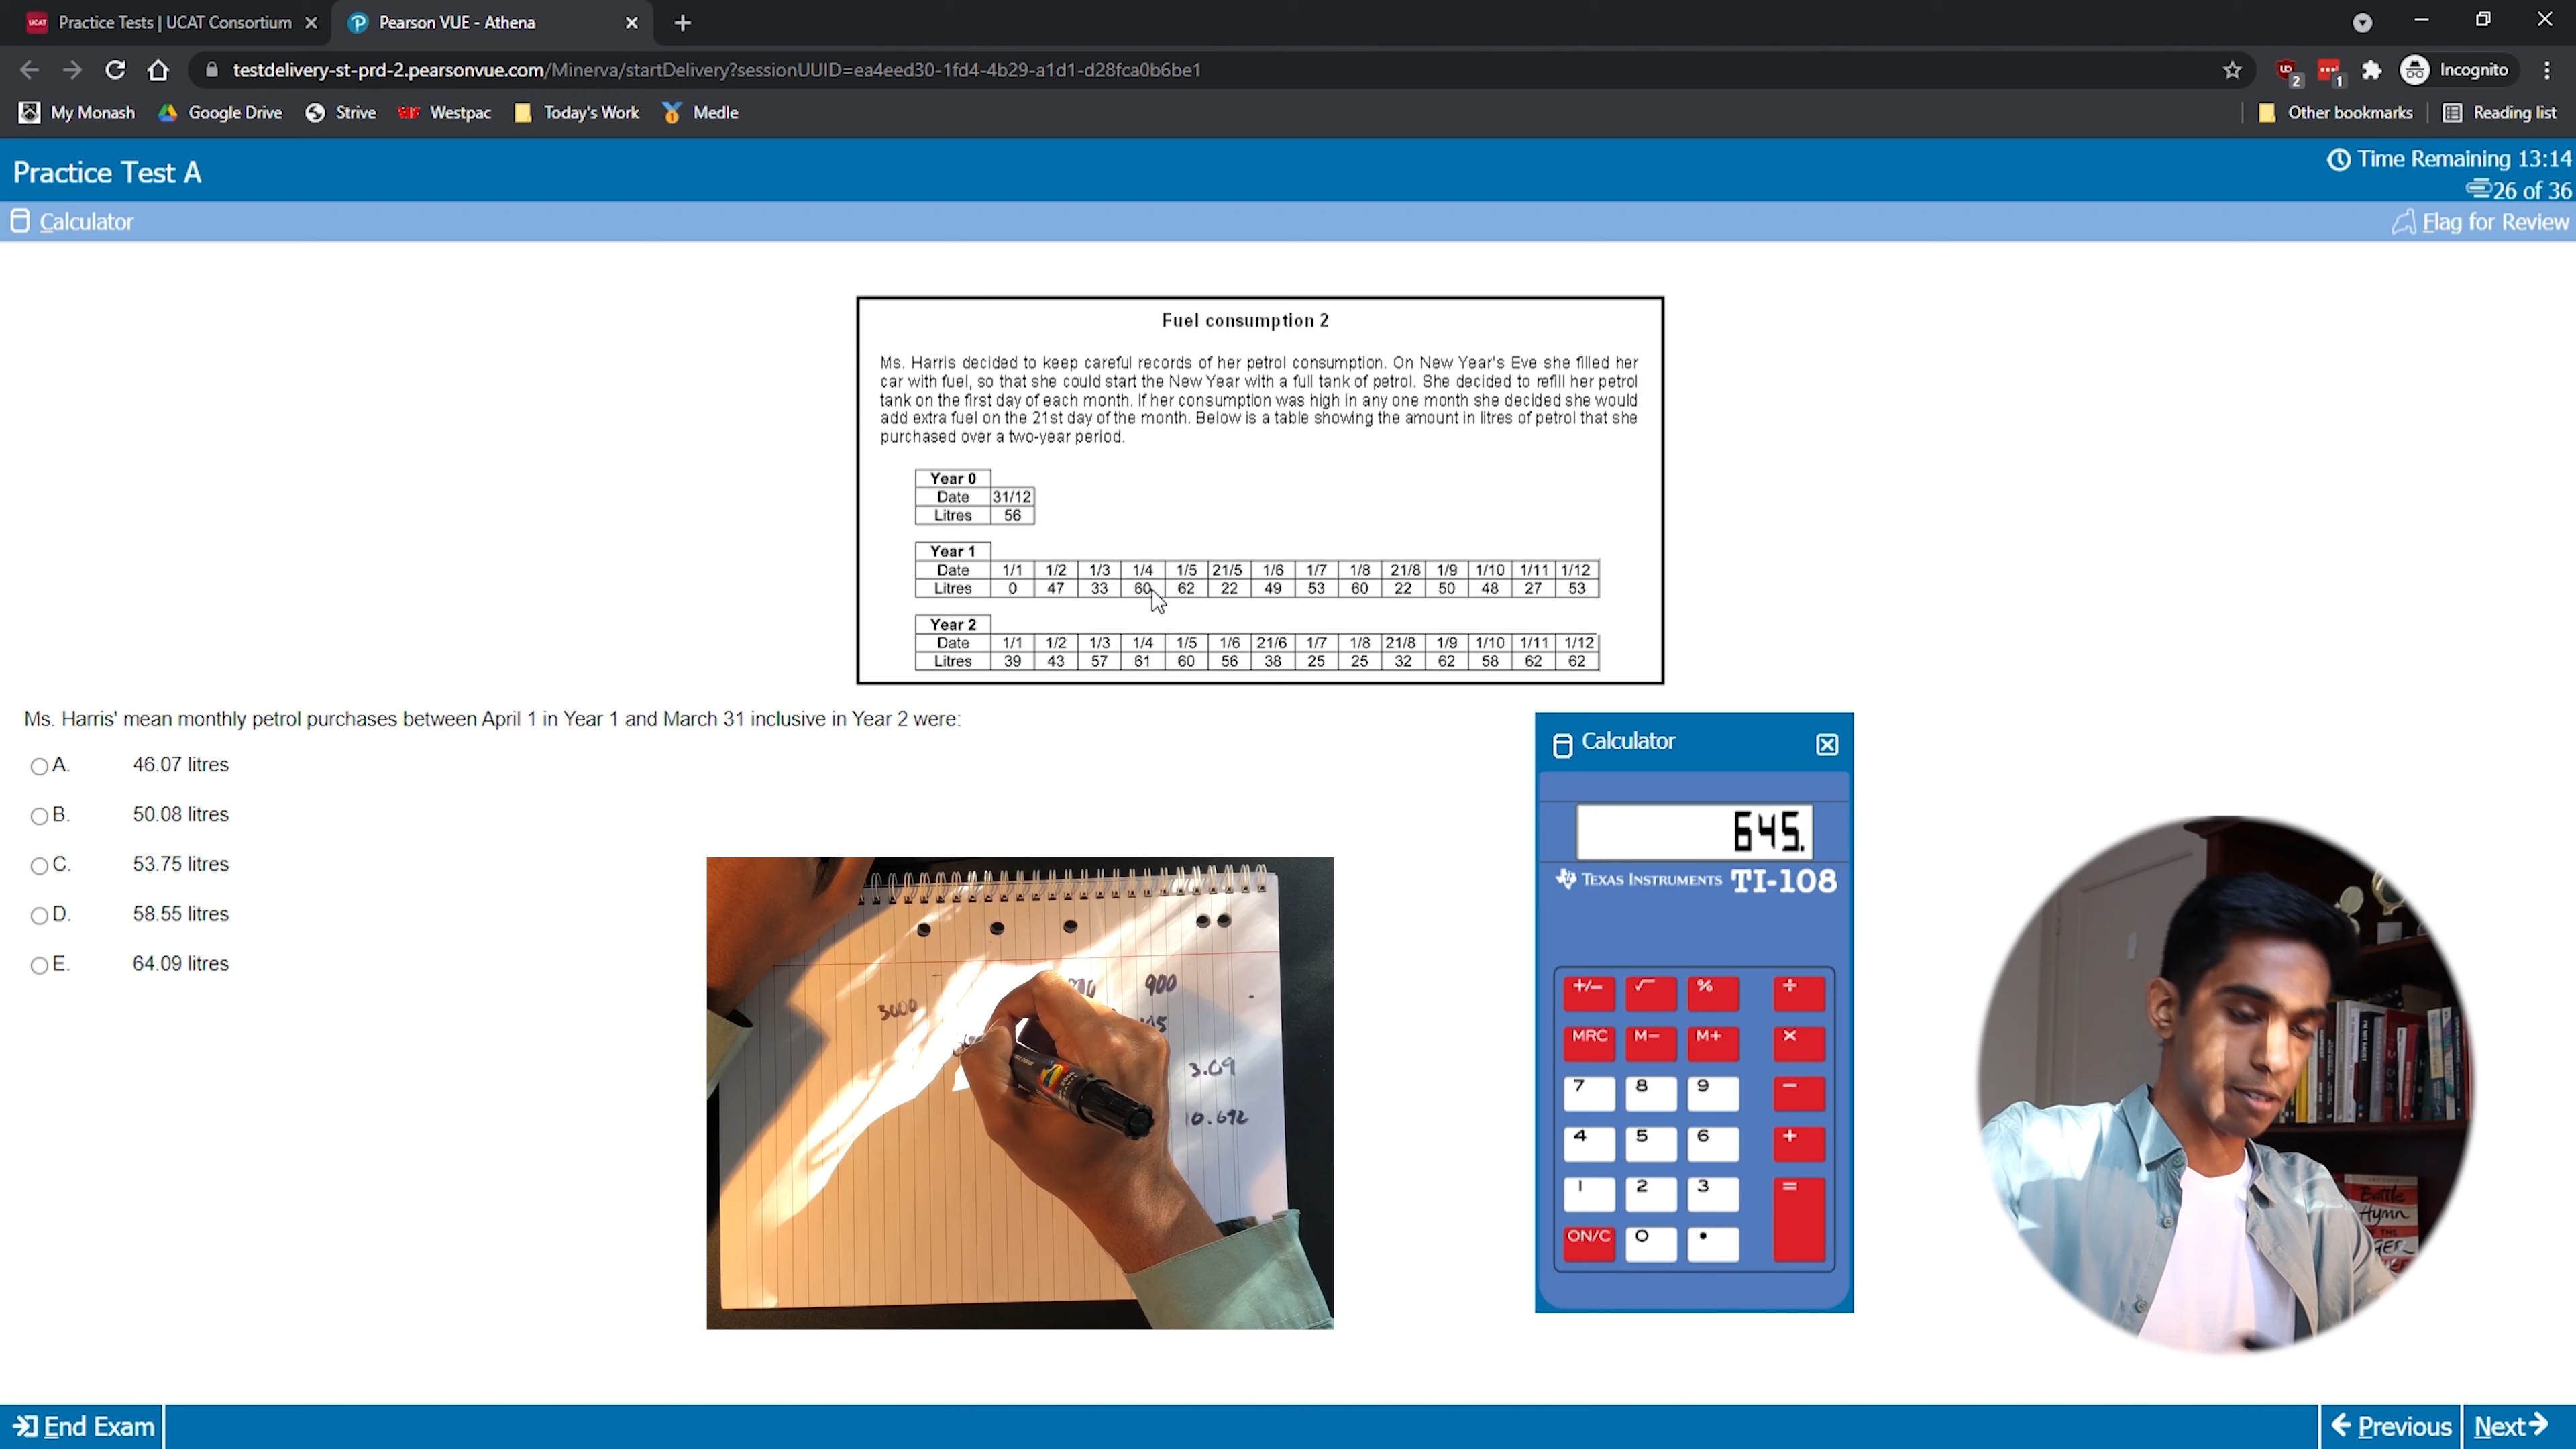 Practice Tests | UCAT Consortium
Pearson VUE - Athena
testdelivery-st-prd-2.pearsonvue.com/Minerva/startDelivery?sessionUUID=ea4eed30-1fd4-4b29-a1d1-d28fca0b6be1
2
1
Incognito
My Monash
Google Drive
Strive
Westpac
Today's Work
Medle
Other bookmarks
Reading list
Practice Test A
Time Remaining 13:14
26 of 36
Calculator
Flag for Review
Fuel consumption 2
Ms. Harris decided to keep careful records of her petrol consumption. On New Year's Eve she filled her
car with fuel, so that she could start the New Year with a full tank of petrol. She decided to refill her petrol
tank on the first day of each month. If her consumption was high in any one month she decided she would
add extra fuel on the 21st day of the month. Below is a table showing the amount in litres of petrol that she
purchased over a two-year period.
Year 0
Date 31/12
Litres 56
Year 1
Date 1/1 1/2 1/3 1/4 1/5 21/5 1/6 1/7 1/8 21/8 1/9 1/10 1/11 1/12
Litres 0 47 33 60 62 22 49 53 60 22 50 48 27 53
Year 2
Date 1/1 1/2 1/3 1/4 1/5 1/6 21/6 1/7 1/8 21/8 1/9 1/10 1/11 1/12
Litres 39 43 57 61 60 56 38 25 25 32 62 58 62 62
Ms. Harris' mean monthly petrol purchases between April 1 in Year 1 and March 31 inclusive in Year 2 were:
A. 46.07 litres
B. 50.08 litres
C. 53.75 litres
D. 58.55 litres
E. 64.09 litres
3000
900
3.09
10.692
Calculator
645.
TEXAS INSTRUMENTS TI-108
+/− √ % ÷
MRC M− M+ ×
7 8 9 −
4 5 6 +
1 2 3 =
ON/C 0 •
Battle
Hymn
End Exam
Previous
Next